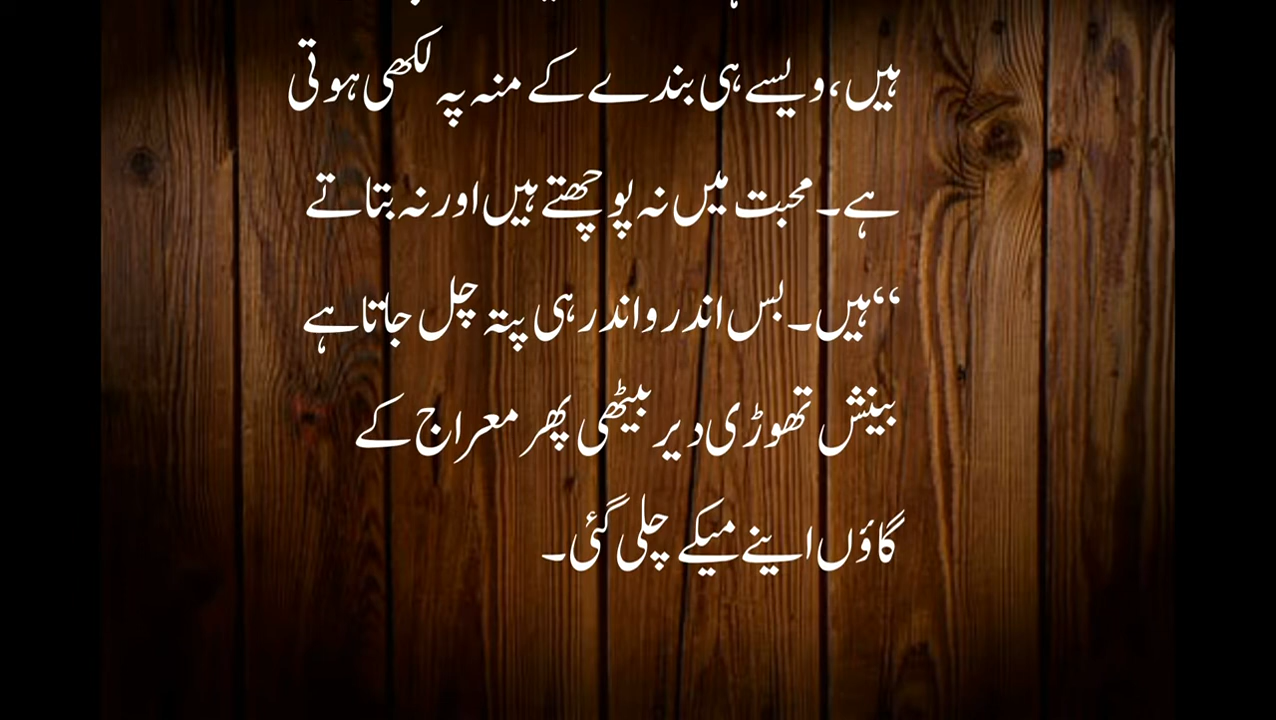 ہیں، ویسے ہی بندے کے منہ پہ لکھی ہوتی
ہے۔ محبت میں نہ پوچھتے ہیں اور نہ بتاتے
“ہیں۔ بس اندر و اندر ہی پتہ چل جاتا ہے
بینش تھوڑی دیر بیٹھی پھر معراج کے
گاؤں اپنے میکے چلی گئی۔